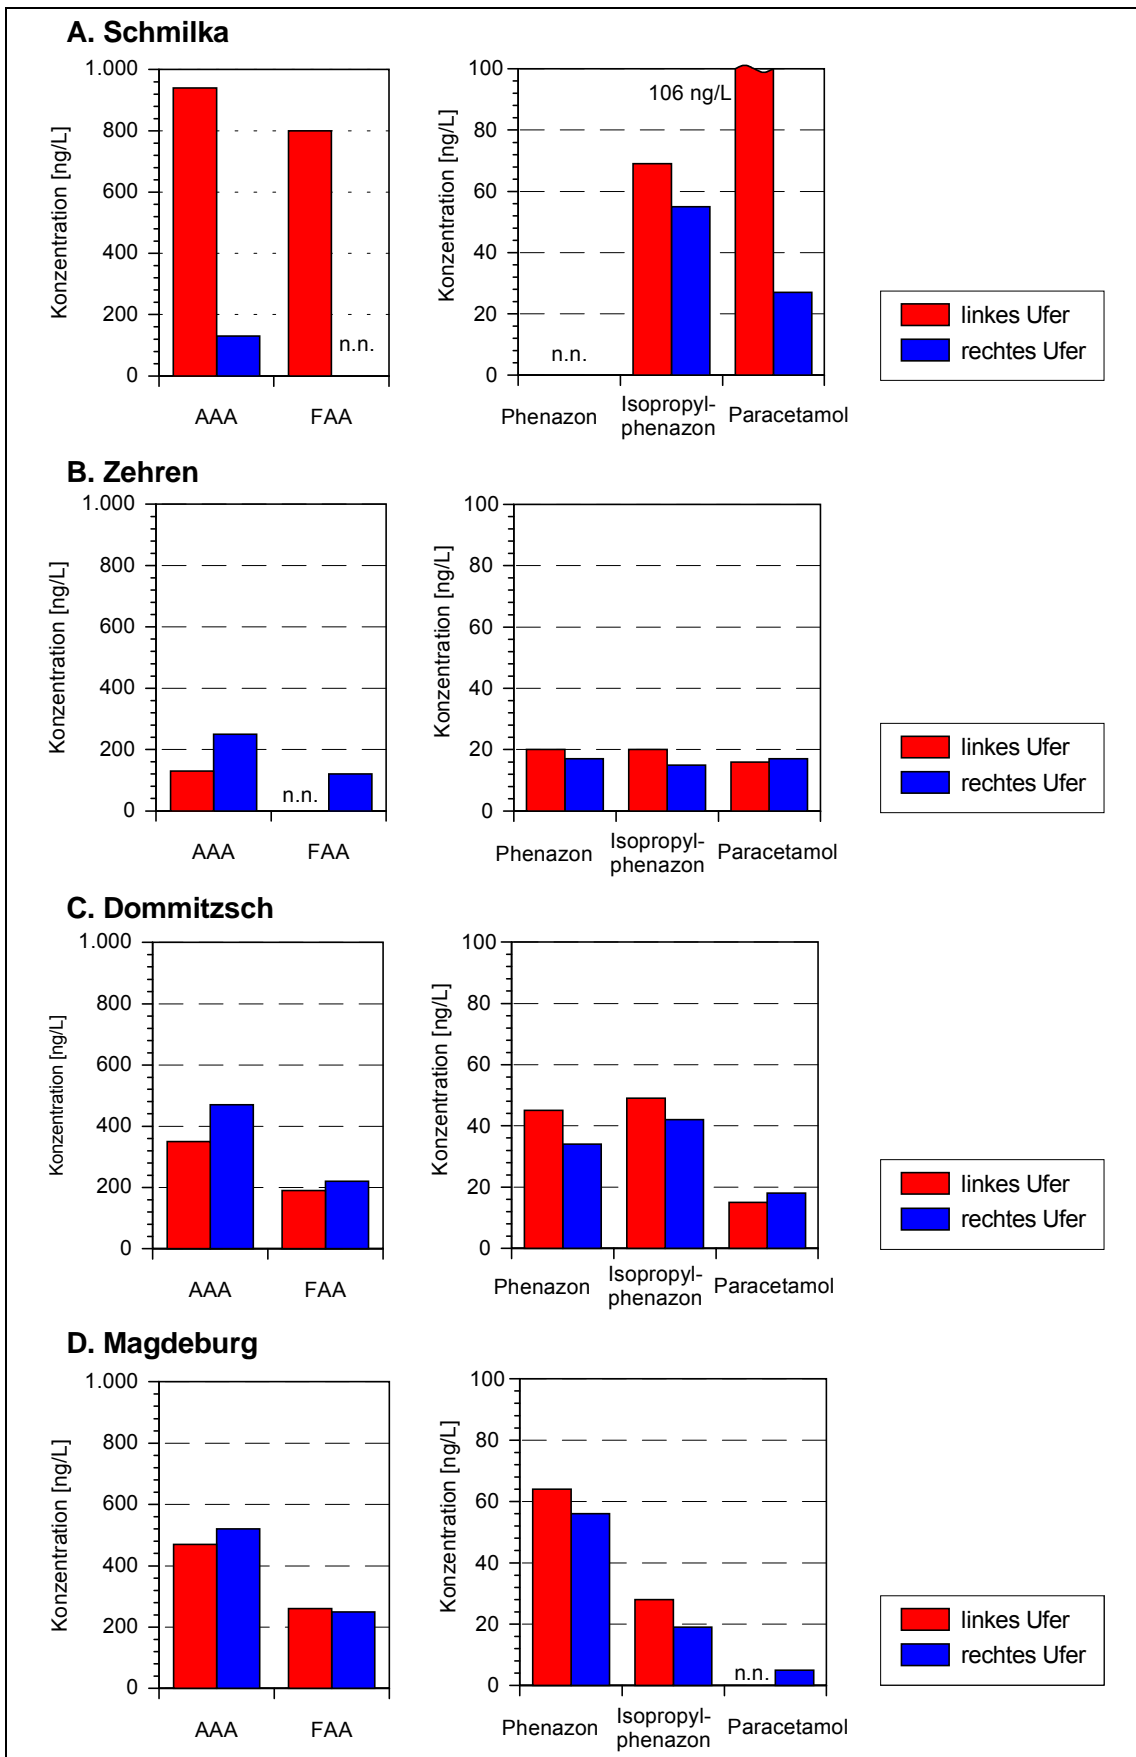 A. Schmilka
Konzentration [ng/L]
1.000
800
600
400
200
0
n.n.
AAA
FAA
Konzentration [ng/L]
100
80
60
40
20
0
106 ng/L
n.n.
Phenazon
Isopropyl-
phenazon
Paracetamol
linkes Ufer
rechtes Ufer
B. Zehren
Konzentration [ng/L]
1.000
800
600
400
200
0
n.n.
AAA
FAA
Konzentration [ng/L]
100
80
60
40
20
0
Phenazon
Isopropyl-
phenazon
Paracetamol
linkes Ufer
rechtes Ufer
C. Dommitzsch
Konzentration [ng/L]
1.000
800
600
400
200
0
AAA
FAA
Konzentration [ng/L]
100
80
60
40
20
0
Phenazon
Isopropyl-
phenazon
Paracetamol
linkes Ufer
rechtes Ufer
D. Magdeburg
Konzentration [ng/L]
1.000
800
600
400
200
0
AAA
FAA
Konzentration [ng/L]
100
80
60
40
20
0
n.n.
Phenazon
Isopropyl-
phenazon
Paracetamol
linkes Ufer
rechtes Ufer